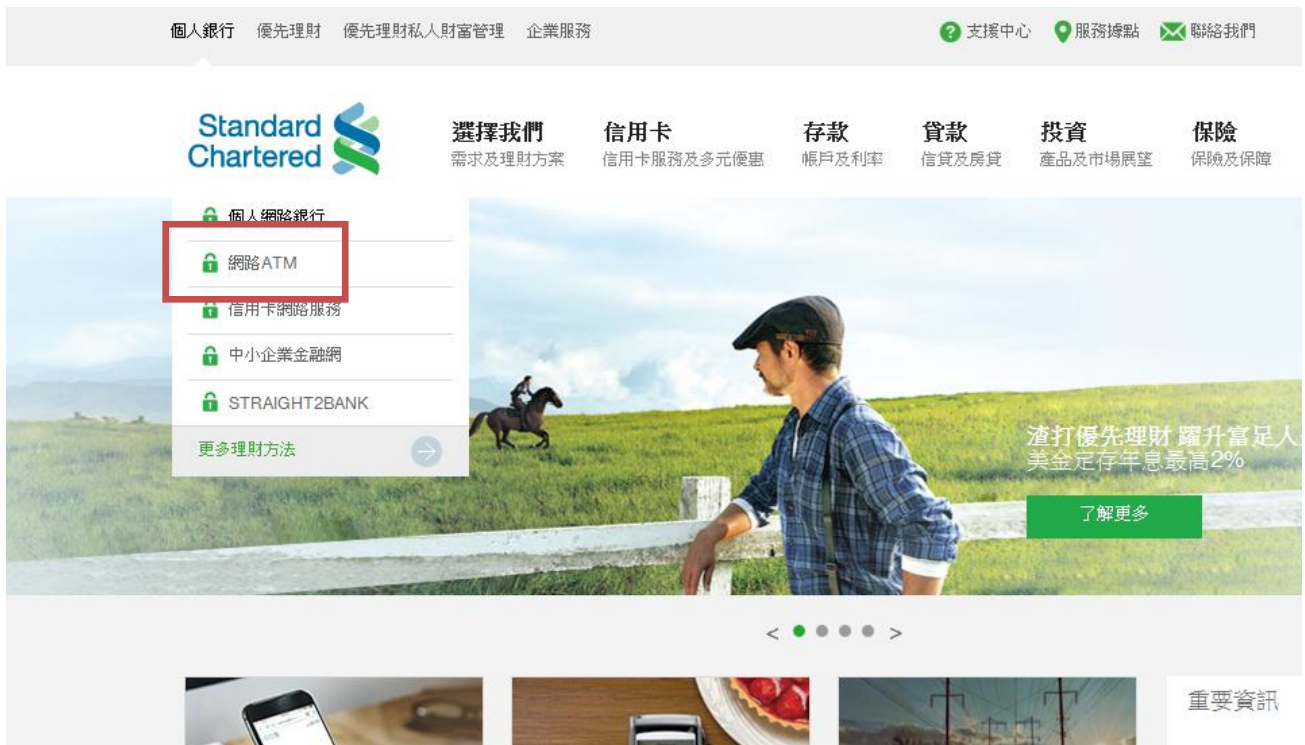 個人銀行 優先理財 優先理財私人財富管理 企業服務 支援中心 服務據點 聯絡我們
Standard
Chartered
選擇我們 信用卡 存款 貸款 投資 保險
需求及理財方案 信用卡服務及多元優惠 帳戶及利率 信貸及房貸 產品及市場展望 保險及保障
個人網路銀行
網路ATM
信用卡網路服務
中小企業金融網
STRAIGHT2BANK
更多理財方法
渣打優先理財 躍升富足人
美金定存年息最高2%
了解更多
< >
重要資訊